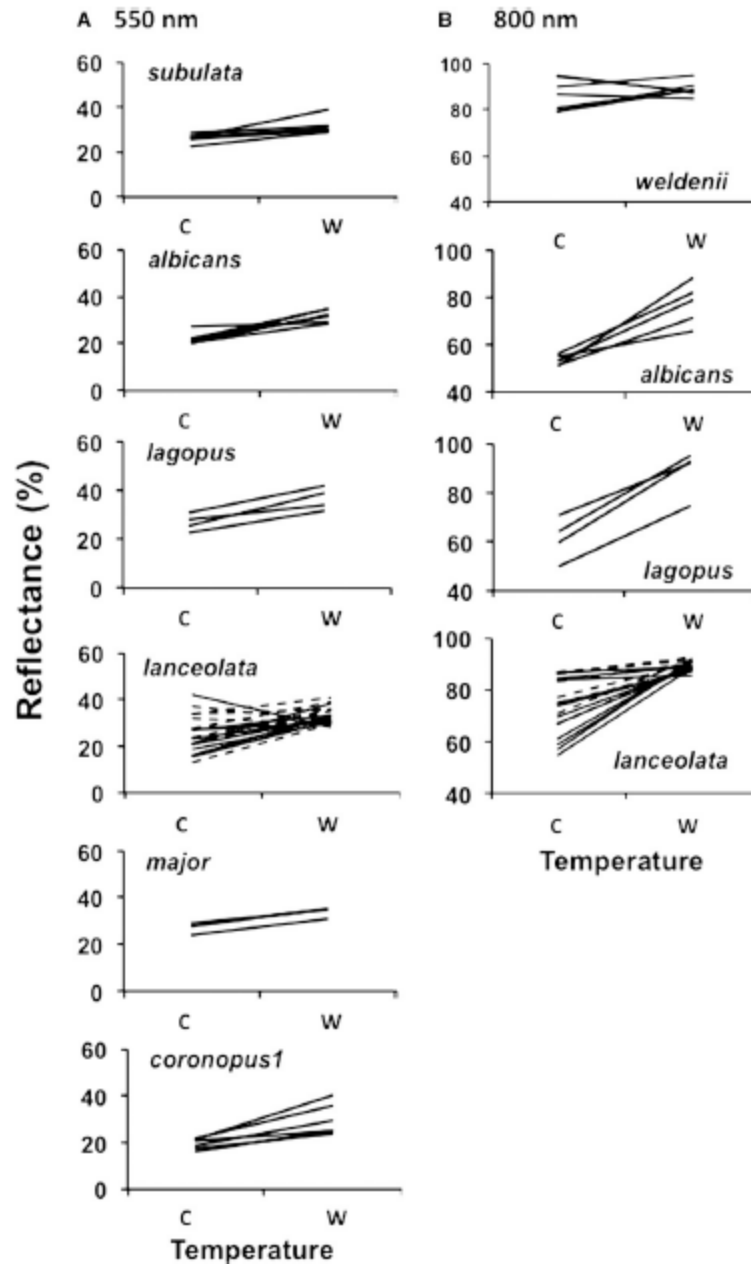 A 550 nm
B 800 nm
Reflectance (%)
subulata
60
40
20
0
C W
albicans
60
40
20
0
C W
lagopus
60
40
20
0
C W
lanceolata
60
40
20
0
C W
major
60
40
20
0
C W
coronopus1
60
40
20
0
C W
Temperature
100
80
60
40
weldenii
C W
100
80
60
40
albicans
C W
100
80
60
40
lagopus
C W
100
80
60
40
lanceolata
C W
Temperature